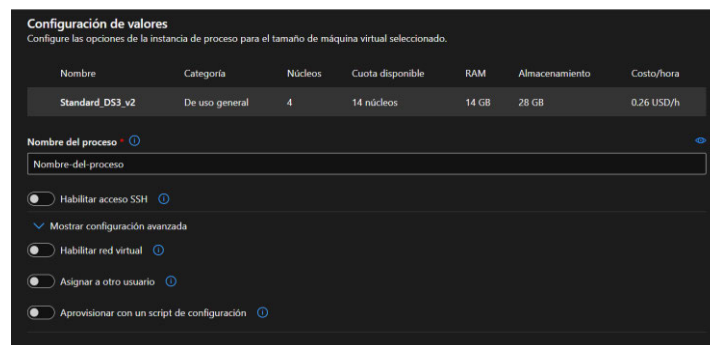 Configuración de valores
Configure las opciones de la instancia de proceso para el tamaño de máquina virtual seleccionado.
Nombre Categoría Núcleos Cuota disponible RAM Almacenamiento Costo/hora
Standard_DS3_v2 De uso general 4 14 núcleos 14 GB 28 GB 0.26 USD/h
Nombre del proceso *
Nombre-del-proceso
Habilitar acceso SSH
Mostrar configuración avanzada
Habilitar red virtual
Asignar a otro usuario
Aprovisionar con un script de configuración